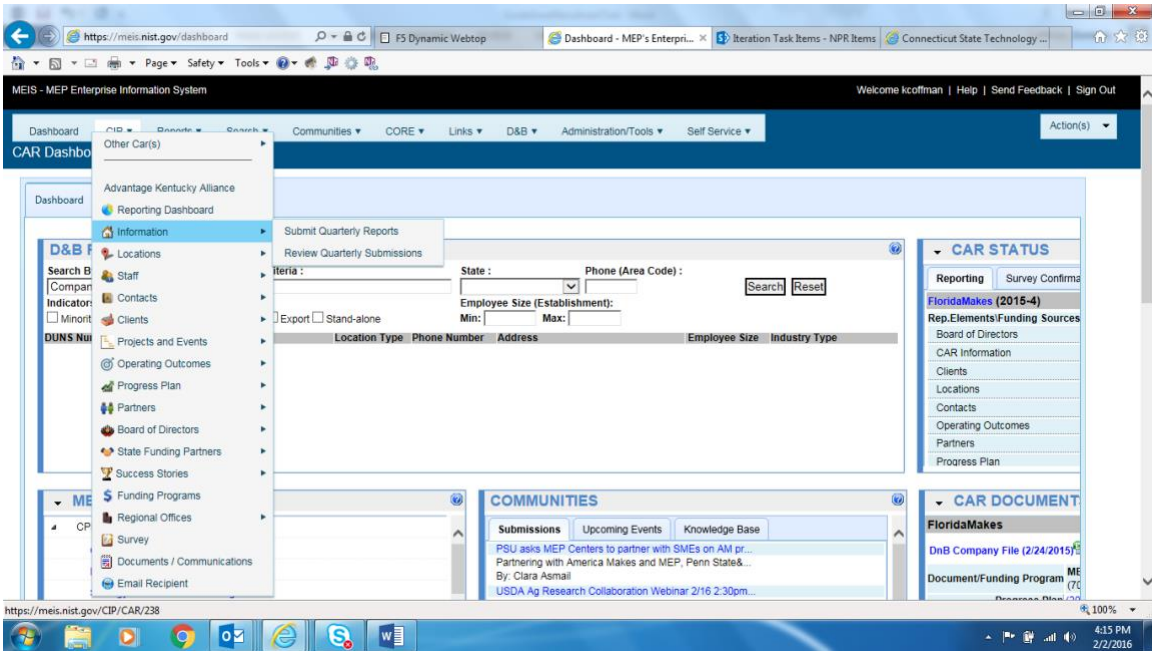 https://meis.nist.gov/dashboard
F5 Dynamic Webtop
Dashboard - MEP's Enterpri...
Iteration Task Items - NPR Items
Connecticut State Technology ...
Page Safety Tools
MEIS - MEP Enterprise Information System
Welcome kcoffman | Help | Send Feedback | Sign Out
Dashboard CIP Reports Search Communities CORE Links D&B Administration/Tools Self Service
Action(s)
CAR Dashbo
Other Car(s)
Advantage Kentucky Alliance
Reporting Dashboard
Information
Locations
Staff
Contacts
Clients
Projects and Events
Operating Outcomes
Progress Plan
Partners
Board of Directors
State Funding Partners
Success Stories
Funding Programs
Regional Offices
Survey
Documents / Communications
Email Recipient
Submit Quarterly Reports
Review Quarterly Submissions
Dashboard
D&B
Search B
iteria :
State :
Phone (Area Code) :
Compan
Search Reset
Indicator
Employee Size (Establishment):
Minorit
Export Stand-alone
Min: Max:
DUNS Nu
Location Type Phone Number Address Employee Size Industry Type
CAR STATUS
Reporting Survey Confirma
FloridaMakes (2015-4)
Rep.Elements\Funding Sources
Board of Directors
CAR Information
Clients
Locations
Contacts
Operating Outcomes
Partners
Progress Plan
ME
CP
COMMUNITIES
Submissions Upcoming Events Knowledge Base
PSU asks MEP Centers to partner with SMEs on AM pr...
Partnering with America Makes and MEP, Penn State&...
By: Clara Asmail
USDA Ag Research Collaboration Webinar 2/16 2:30pm...
CAR DOCUMENT
FloridaMakes
DnB Company File (2/24/2015)
Document/Funding Program
ME
(70
https://meis.nist.gov/CIP/CAR/238
100%
4:15 PM
2/2/2016